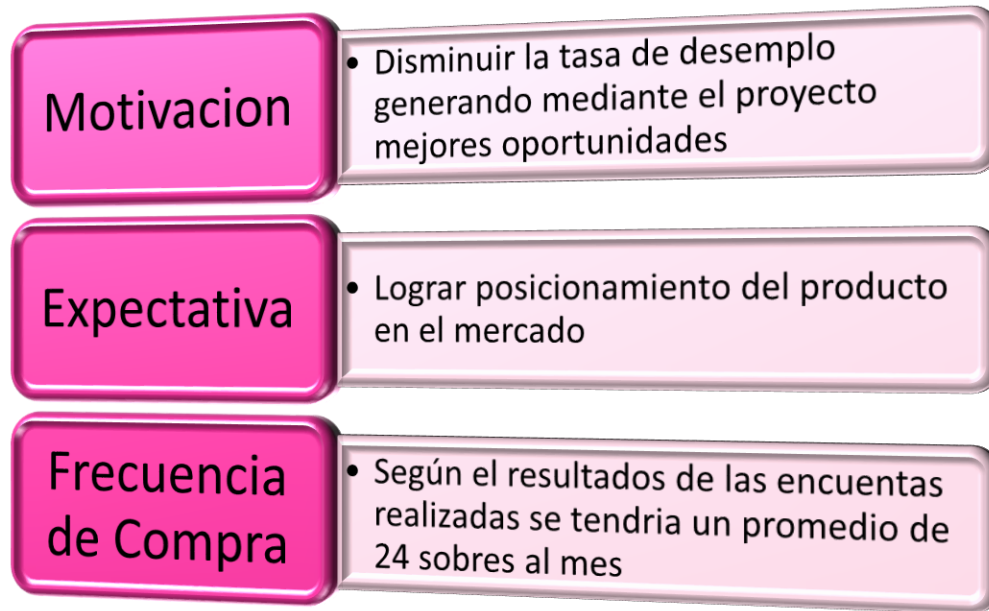 Motivacion
• Disminuir la tasa de desemplo
generando mediante el proyecto
mejores oportunidades
Expectativa
• Lograr posicionamiento del producto
en el mercado
Frecuencia
de Compra
• Según el resultados de las encuentas
realizadas se tendria un promedio de
24 sobres al mes